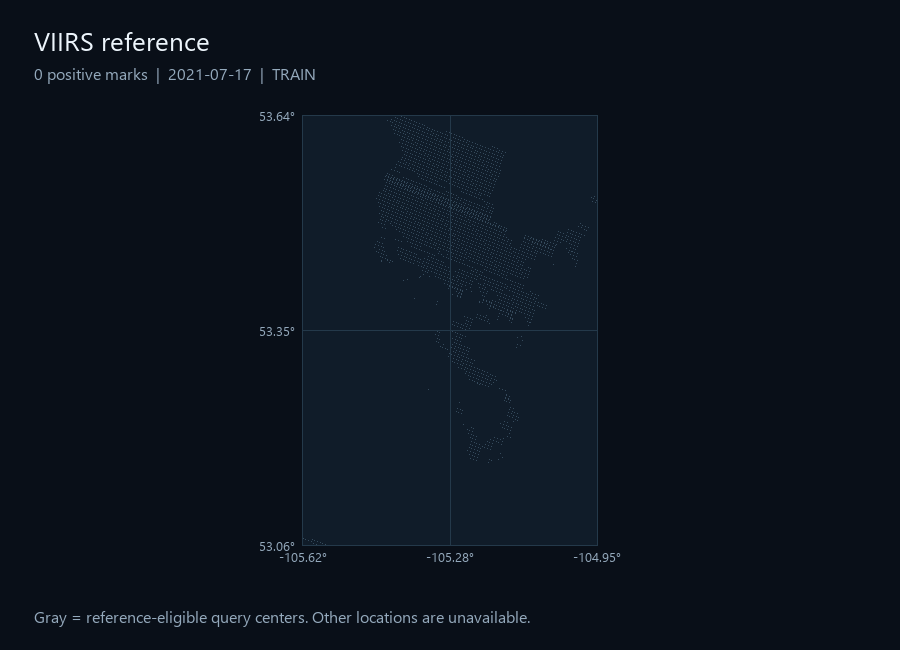 VIIRS reference
0 positive marks | 2021-07-17 | TRAIN
53.64°
53.35°
53.06°
-105.62° -105.28° -104.95°
Gray = reference-eligible query centers. Other locations are unavailable.